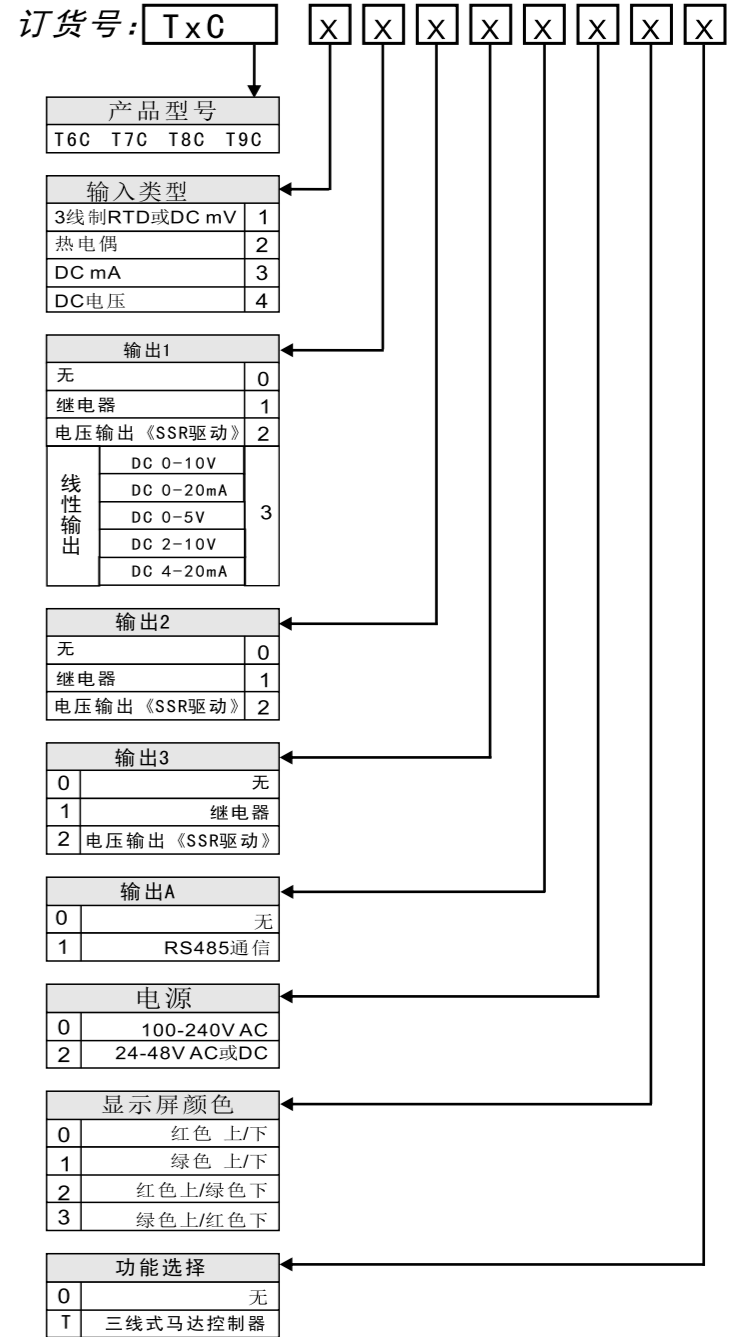 订货号: TxC X X X X X X X X
产品型号
T6C T7C T8C T9C
输入类型
3线制RTD或DC mV 1
热电偶 2
DC mA 3
DC电压 4
输出1
无 0
继电器 1
电压输出《SSR驱动》 2
线性输出 3
DC 0-10V
DC 0-20mA
DC 0-5V
DC 2-10V
DC 4-20mA
输出2
无 0
继电器 1
电压输出《SSR驱动》 2
输出3
0 无
1 继电器
2 电压输出《SSR驱动》
输出A
0 无
1 RS485通信
电源
0 100-240V AC
2 24-48V AC或DC
显示屏颜色
0 红色 上/下
1 绿色 上/下
2 红色上/绿色下
3 绿色上/红色下
功能选择
0 无
T 三线式马达控制器